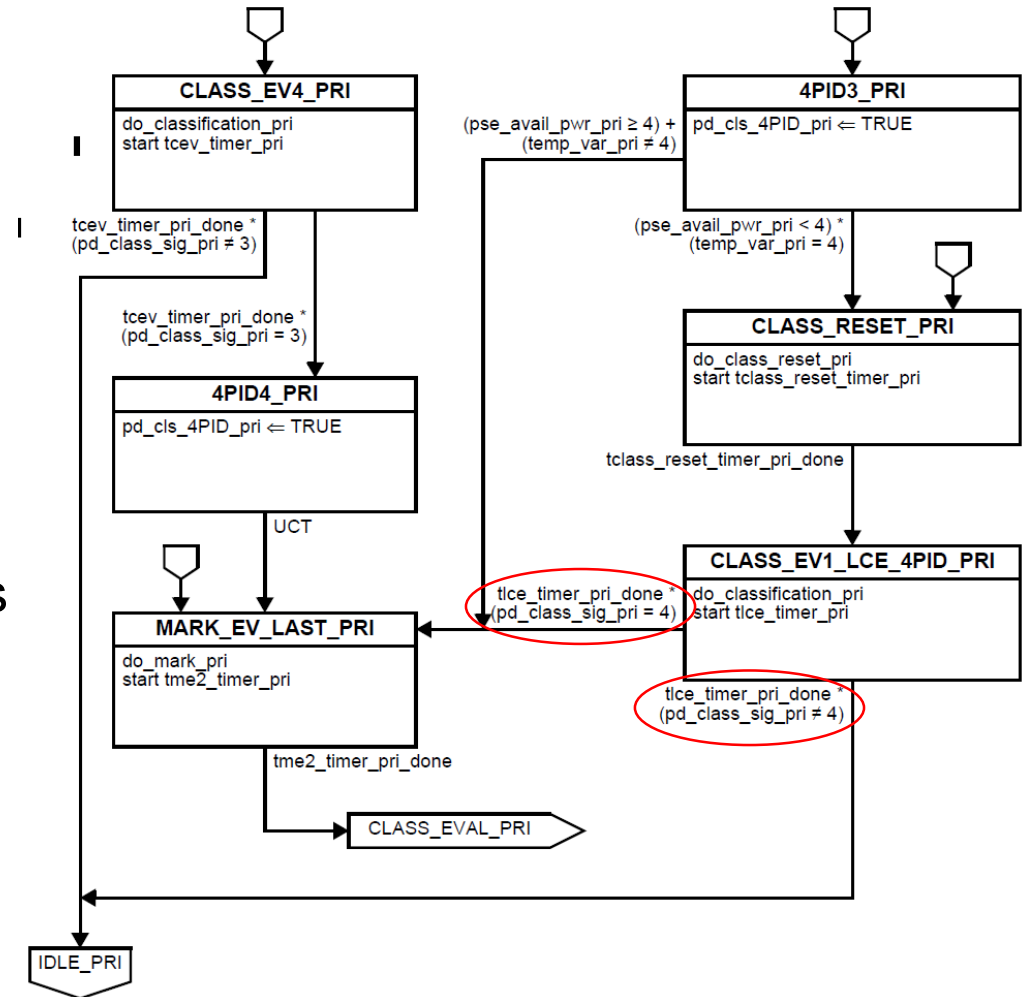 CLASS_EV4_PRI
do_classification_pri
start tcev_timer_pri
tcev_timer_pri_done *
(pd_class_sig_pri ≠ 3)
tcev_timer_pri_done *
(pd_class_sig_pri = 3)
4PID4_PRI
pd_cls_4PID_pri ⇐ TRUE
UCT
MARK_EV_LAST_PRI
do_mark_pri
start tme2_timer_pri
tme2_timer_pri_done
CLASS_EVAL_PRI
IDLE_PRI
4PID3_PRI
pd_cls_4PID_pri ⇐ TRUE
(pse_avail_pwr_pri ≥ 4) +
(temp_var_pri ≠ 4)
(pse_avail_pwr_pri < 4) *
(temp_var_pri = 4)
CLASS_RESET_PRI
do_class_reset_pri
start tclass_reset_timer_pri
tclass_reset_timer_pri_done
CLASS_EV1_LCE_4PID_PRI
do_classification_pri
start tlce_timer_pri
tlce_timer_pri_done *
(pd_class_sig_pri = 4)
tlce_timer_pri_done *
(pd_class_sig_pri ≠ 4)
s